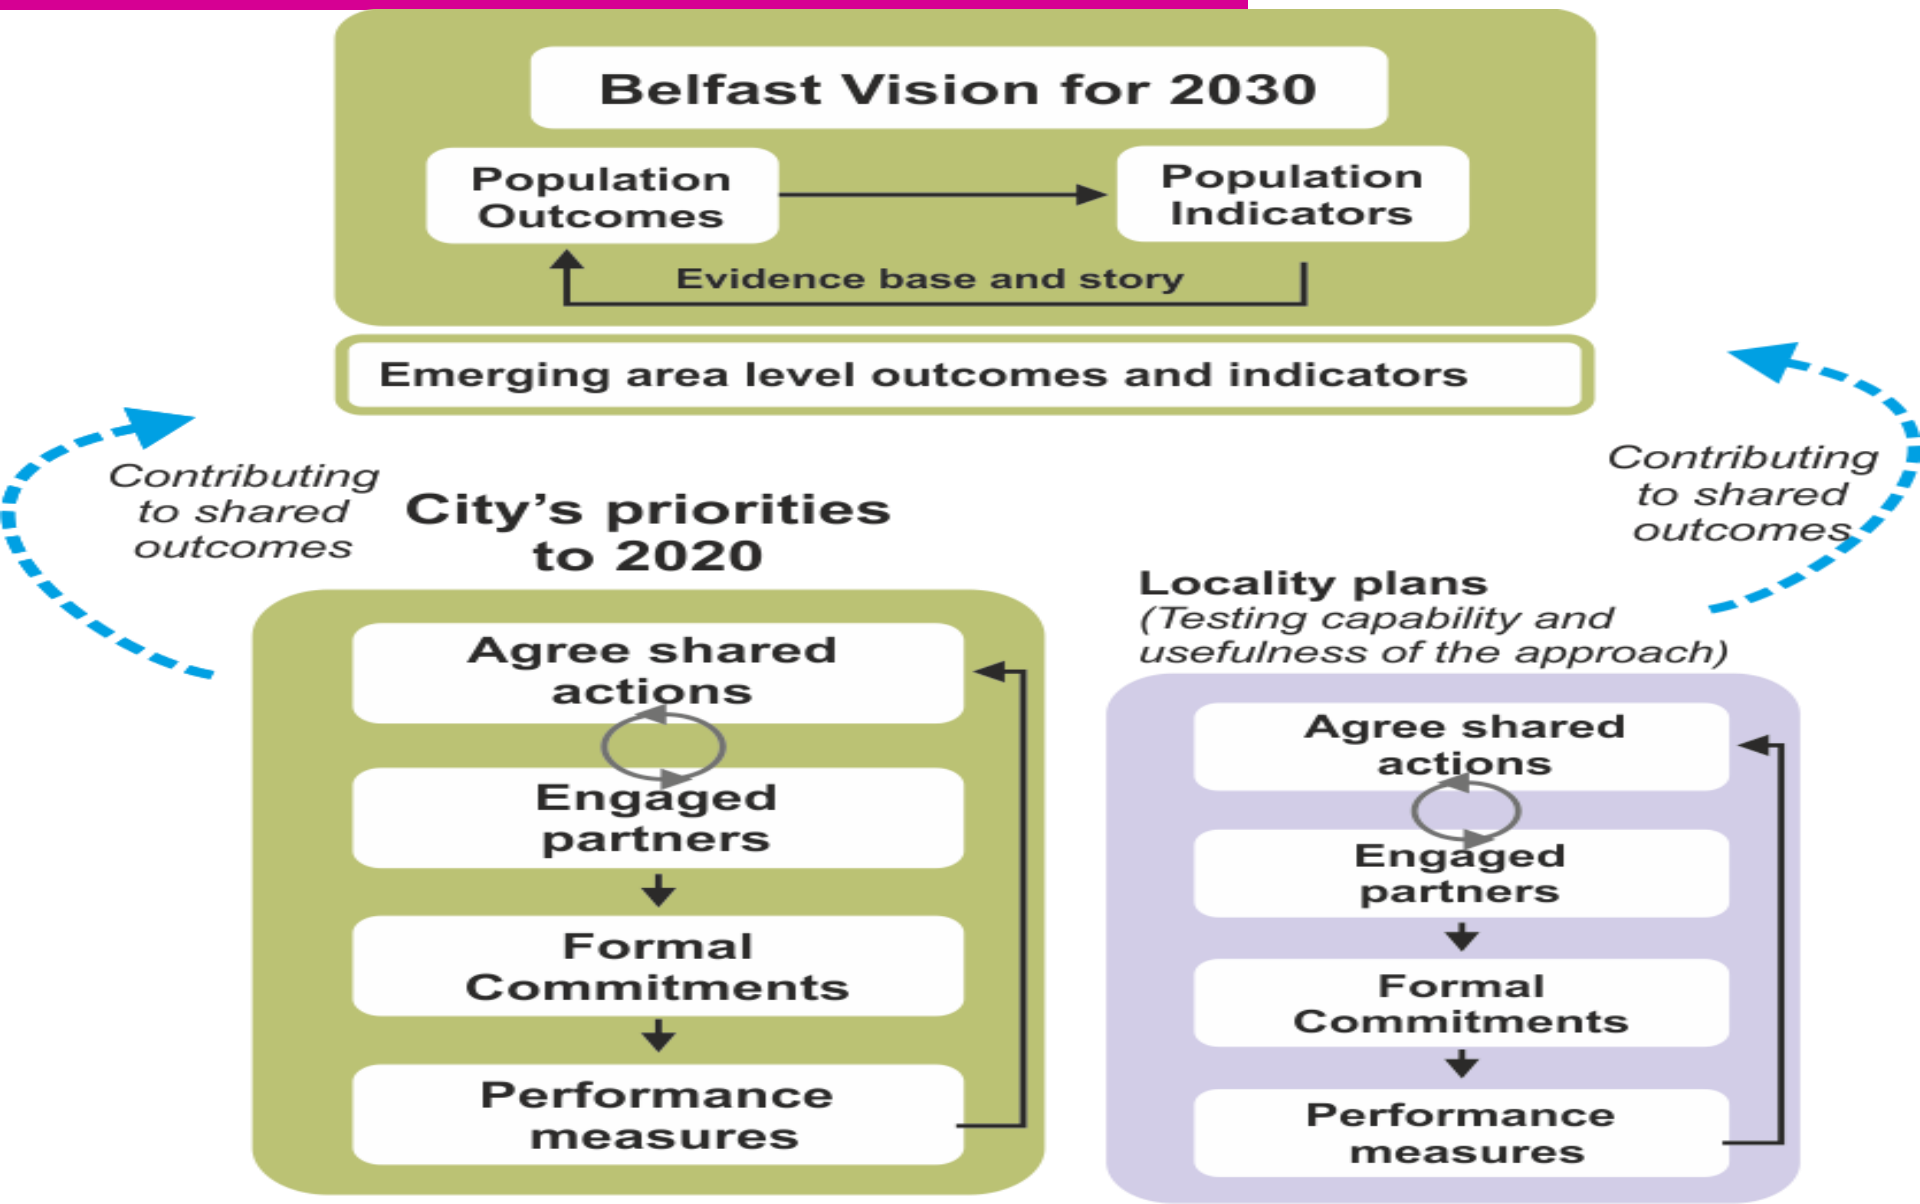 Belfast Vision for 2030
Population
Outcomes
Population
Indicators
Evidence base and story
Emerging area level outcomes and indicators
Contributing
to shared
outcomes
Contributing
to shared
outcomes
City’s priorities
to 2020
Agree shared
actions
Engaged
partners
Formal
Commitments
Performance
measures
Locality plans
(Testing capability and
usefulness of the approach)
Agree shared
actions
Engaged
partners
Formal
Commitments
Performance
measures